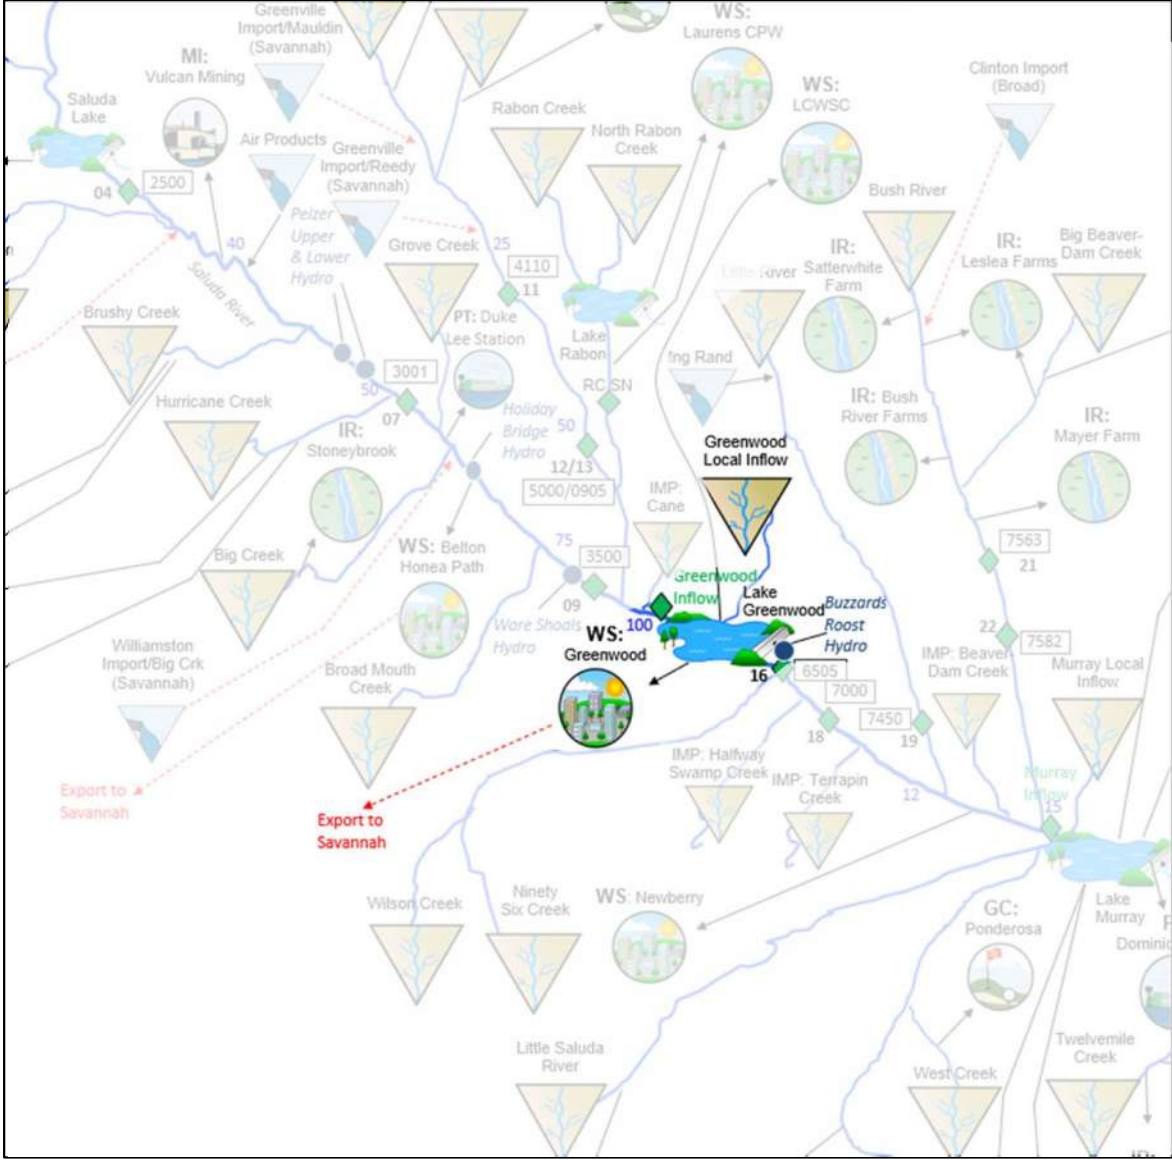 Greenville
Import/Mauldin
(Savannah)
MI:
Vulcan Mining
WS:
Laurens CPW
WS:
LCWSC
Clinton Import
(Broad)
Saluda
Lake
Air Products
Greenville
Import/Reedy
(Savannah)
Rabon Creek
North Rabon
Creek
Bush River
04
2500
Pelzer
Upper
& Lower
Hydro
40
Saluda River
Grove Creek
25
4110
11
Little River
IR:
Satterwhite
Farm
IR:
Leslea Farms
Big Beaver-
Dam Creek
Brushy Creek
PT: Duke
Lee Station
Lake
Rabon
3001
50
07
RC SN
Hurricane Creek
IR:
Stoneybrook
Holiday
Bridge
Hydro
50
12/13
5000/0905
IR: Bush
River Farms
IR:
Mayer Farm
Greenwood
Local Inflow
IMP:
Cane
Big Creek
WS: Belton
Honea Path
75
3500
09
Ware Shoals
Hydro
7563
21
Greenwood
Inflow
100
Lake
Greenwood
Buzzards
Roost
Hydro
WS:
Greenwood
16
6505
7000
18
7450
19
22
7582
IMP: Beaver
Dam Creek
Murray Local
Inflow
Williamston
Import/Big Crk
(Savannah)
Broad Mouth
Creek
IMP: Halfway
Swamp Creek
IMP: Terrapin
Creek
12
Murray
Inflow
15
Export to
Savannah
Export to
Savannah
Wilson Creek
Ninety
Six Creek
WS: Newberry
GC:
Ponderosa
Lake
Murray
Little Saluda
River
West Creek
Twelvemile
Creek